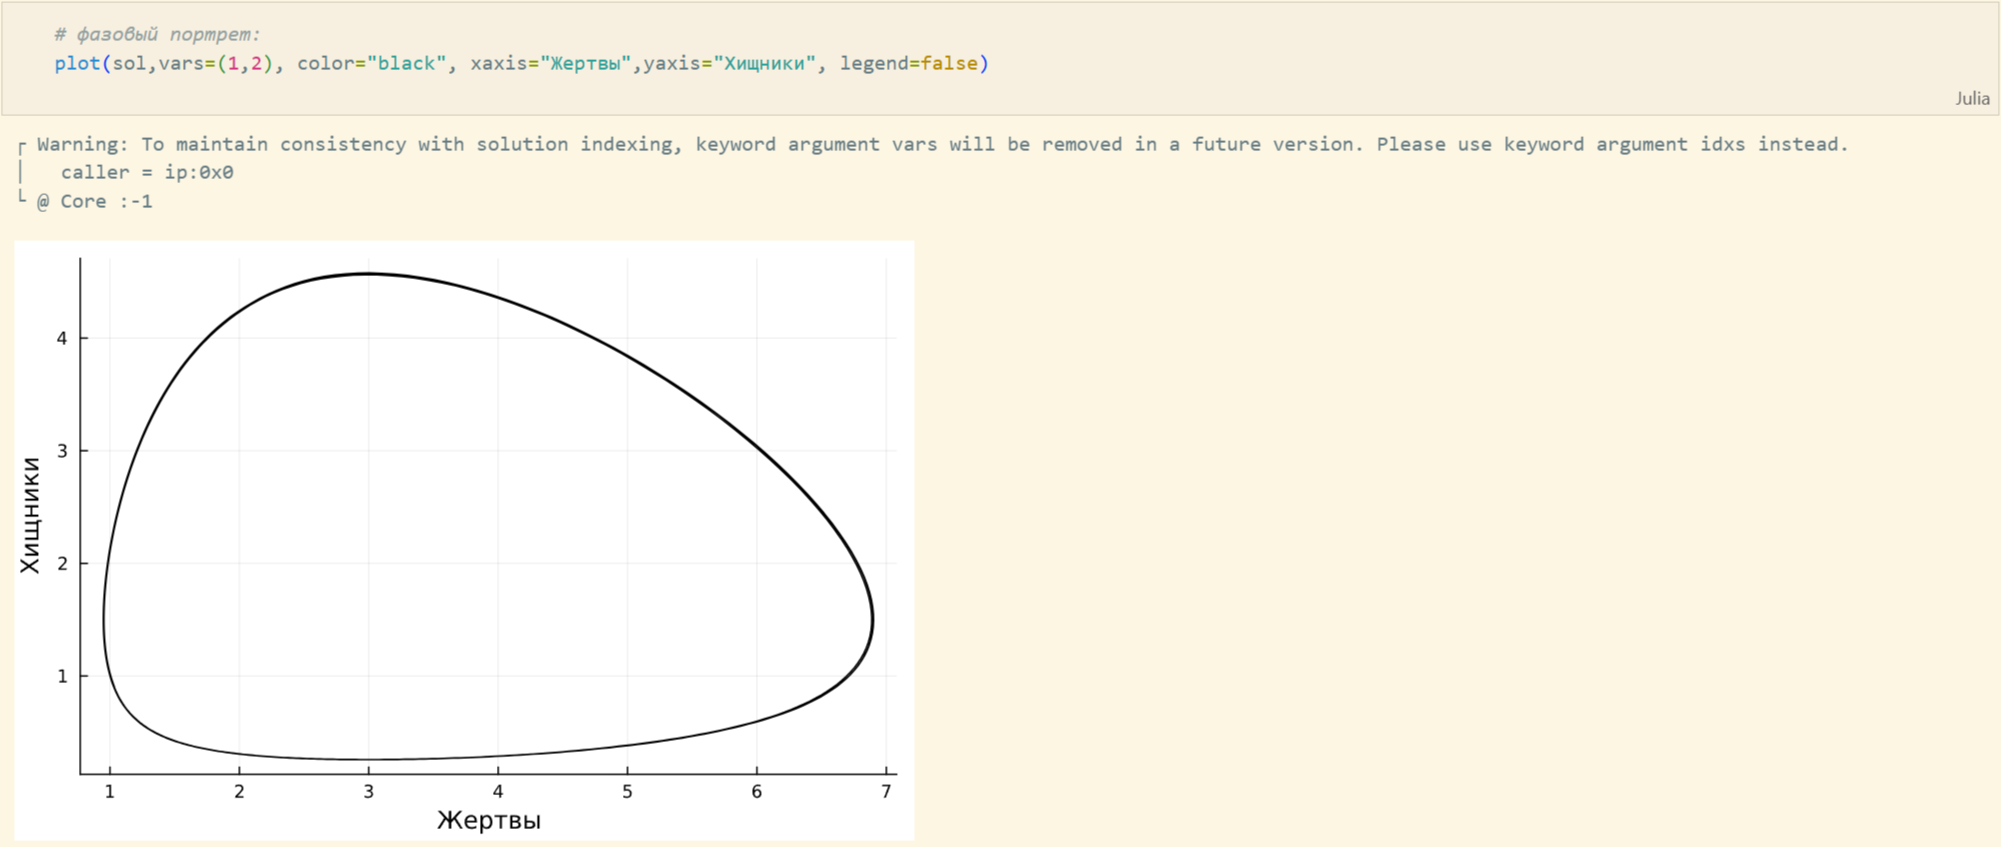 # фазовый портрет:
plot(sol,vars=(1,2), color="black", xaxis="Жертвы",yaxis="Хищники", legend=false)
Julia
┌ Warning: To maintain consistency with solution indexing, keyword argument vars will be removed in a future version. Please use keyword argument idxs instead.
│   caller = ip:0x0
└ @ Core :-1
4
3
2
1
Хищники
1 2 3 4 5 6 7
Жертвы